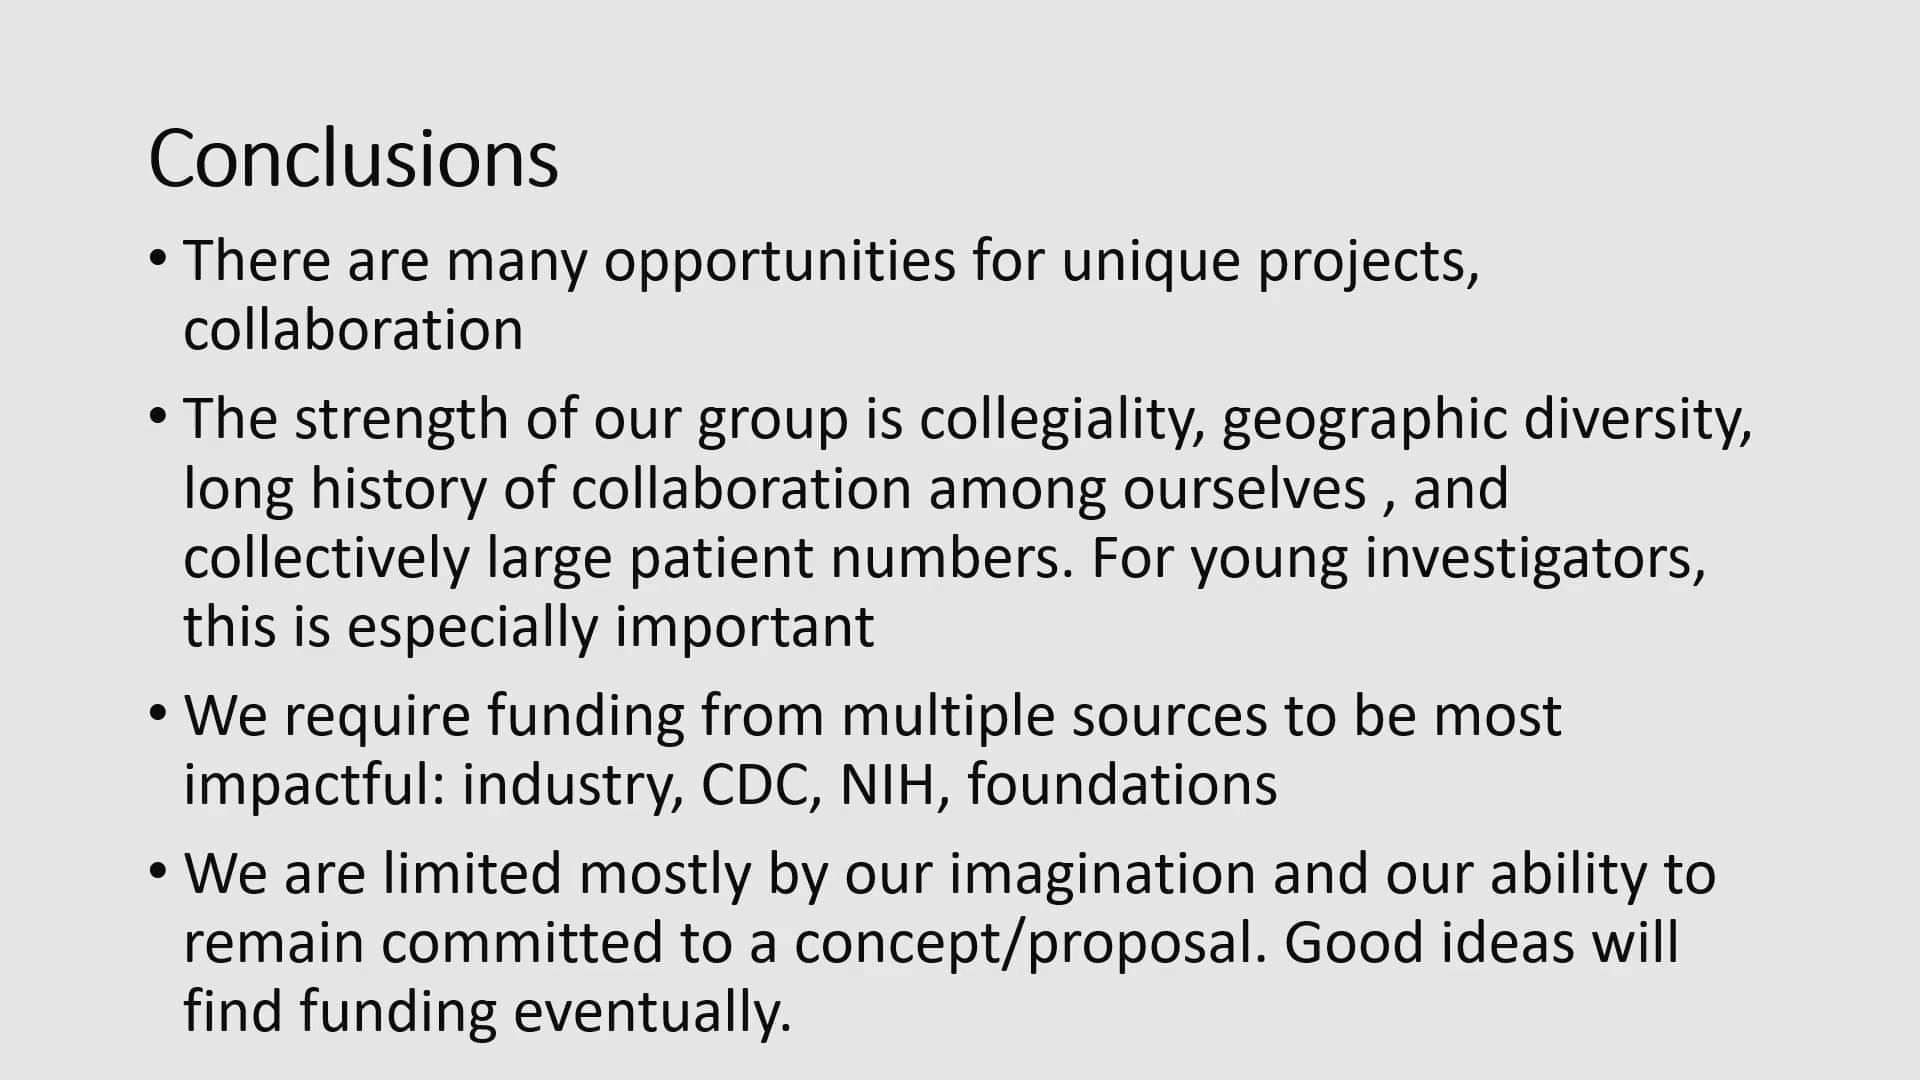 Conclusions
• There are many opportunities for unique projects,
collaboration
• The strength of our group is collegiality, geographic diversity,
long history of collaboration among ourselves , and
collectively large patient numbers. For young investigators,
this is especially important
• We require funding from multiple sources to be most
impactful: industry, CDC, NIH, foundations
• We are limited mostly by our imagination and our ability to
remain committed to a concept/proposal. Good ideas will
find funding eventually.